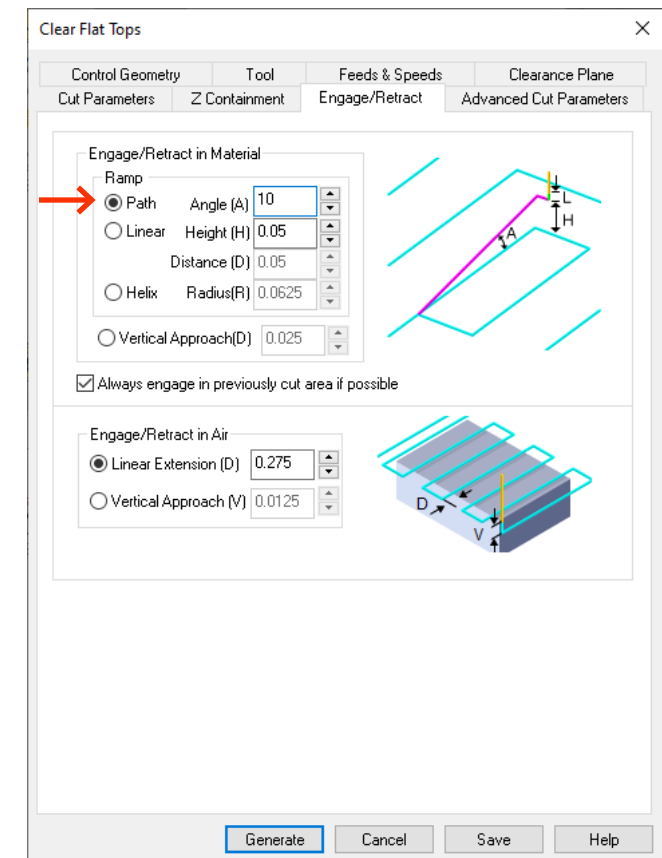 Clear Flat Tops
Control Geometry Tool Feeds & Speeds Clearance Plane
Cut Parameters Z Containment Engage/Retract Advanced Cut Parameters
Engage/Retract in Material
Ramp
Path Angle (A) 10
Linear Height (H) 0.05
Distance (D) 0.05
Helix Radius(R) 0.0625
Vertical Approach(D) 0.025
L
H
A
Always engage in previously cut area if possible
Engage/Retract in Air
Linear Extension (D) 0.275
Vertical Approach (V) 0.0125
D
V
Generate Cancel Save Help